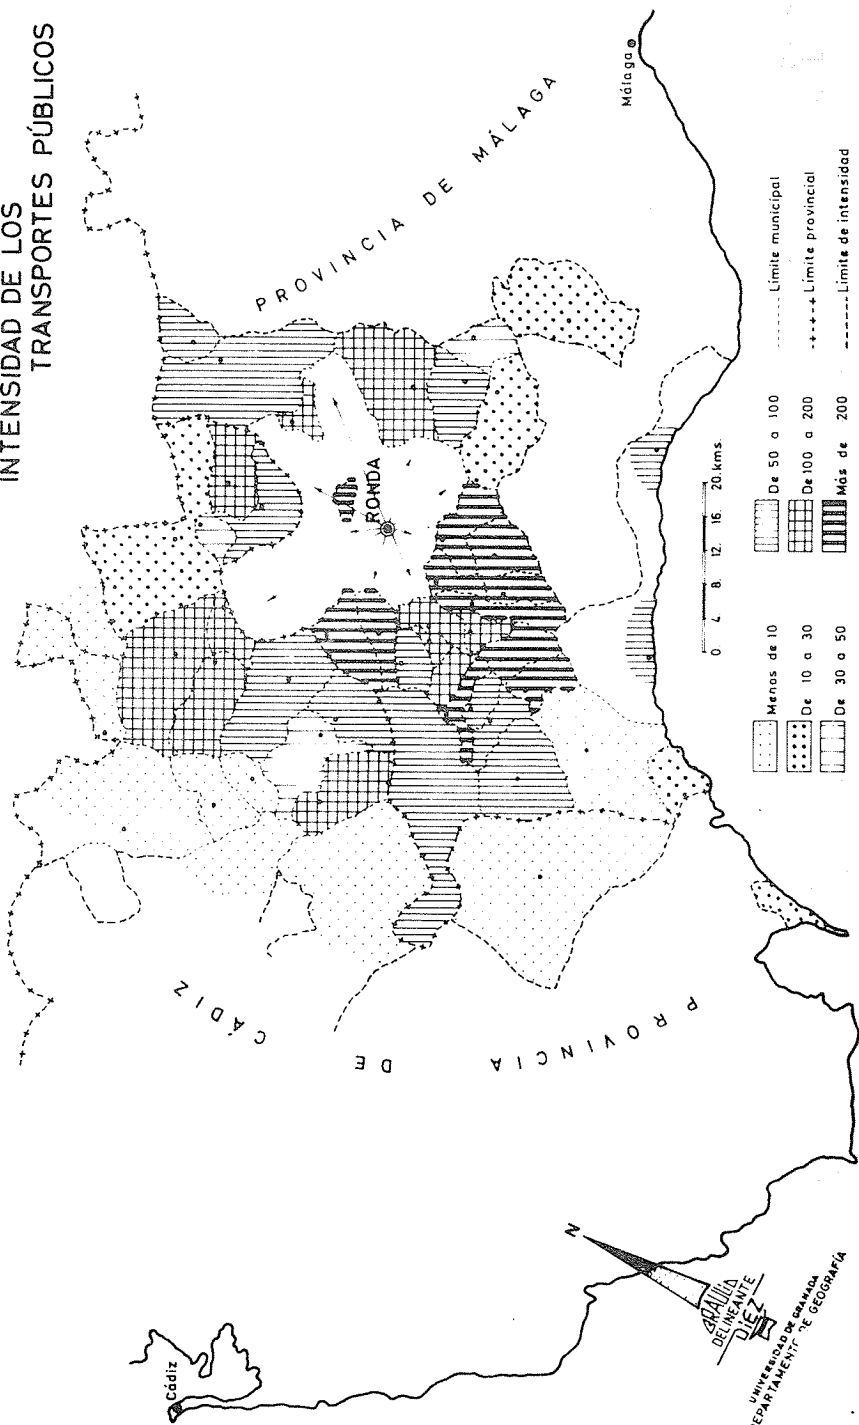 INTENSIDAD DE LOS
TRANSPORTES PÚBLICOS
PROVINCIA DE MÁLAGA
Málaga
RONDA
PROVINCIA DE CÁDIZ
Cádiz
N
0 4 8. 12. 16 20.kms.
Menos de 10
De 10 a 30
De 30 a 50
De 50 a 100
De 100 a 200
Más de 200
Límite municipal
Límite provincial
Límite de intensidad
BRAULIO
DELINEANTE
DÍEZ
UNIVERSIDAD DE GRANADA
DEPARTAMENTO DE GEOGRAFÍA